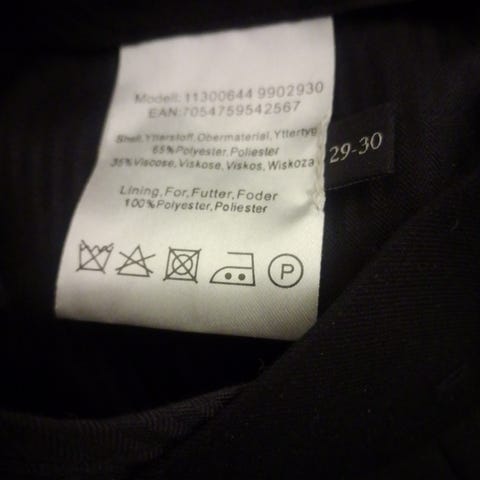 Modell: 11300644 9902930
EAN:7054759542567
Shell,Ytterstoff,Obermaterial,Yttertyg
65%Polyester,Poliester
35%Viscose,Viskose,Viskos,Wiskoza
Lining,For,Futter,Foder
100%Polyester,Poliester
P
29-30